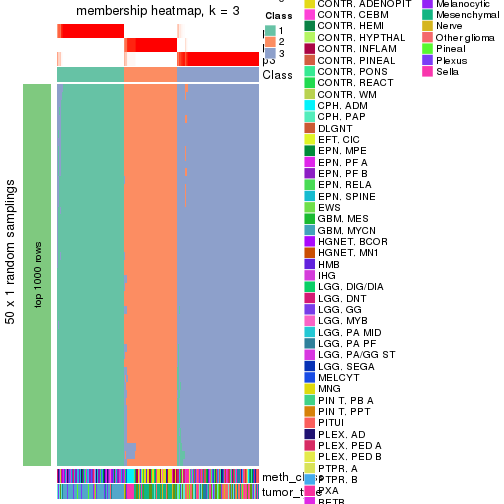 membership heatmap, k = 3
p3
Class
50 x 1 random samplings
top 1000 rows
meth_cl
tumor_t
Class
1
2
3
CONTR. ADENOPIT
CONTR. CEBM
CONTR. HEMI
CONTR. HYPTHAL
CONTR. INFLAM
CONTR. PINEAL
CONTR. PONS
CONTR. REACT
CONTR. WM
CPH. ADM
CPH. PAP
DLGNT
EFT. CIC
EPN. MPE
EPN. PF A
EPN. PF B
EPN. RELA
EPN. SPINE
EWS
GBM. MES
GBM. MYCN
HGNET. BCOR
HGNET. MN1
HMB
IHG
LGG. DIG/DIA
LGG. DNT
LGG. GG
LGG. MYB
LGG. PA MID
LGG. PA PF
LGG. PA/GG ST
LGG. SEGA
MELCYT
MNG
PIN T. PB A
PIN T. PPT
PITUI
PLEX. AD
PLEX. PED A
PLEX. PED B
PTPR. A
PTPR. B
PXA
RETB
Melanocytic
Mesenchymal
Nerve
Other glioma
Pineal
Plexus
Sella